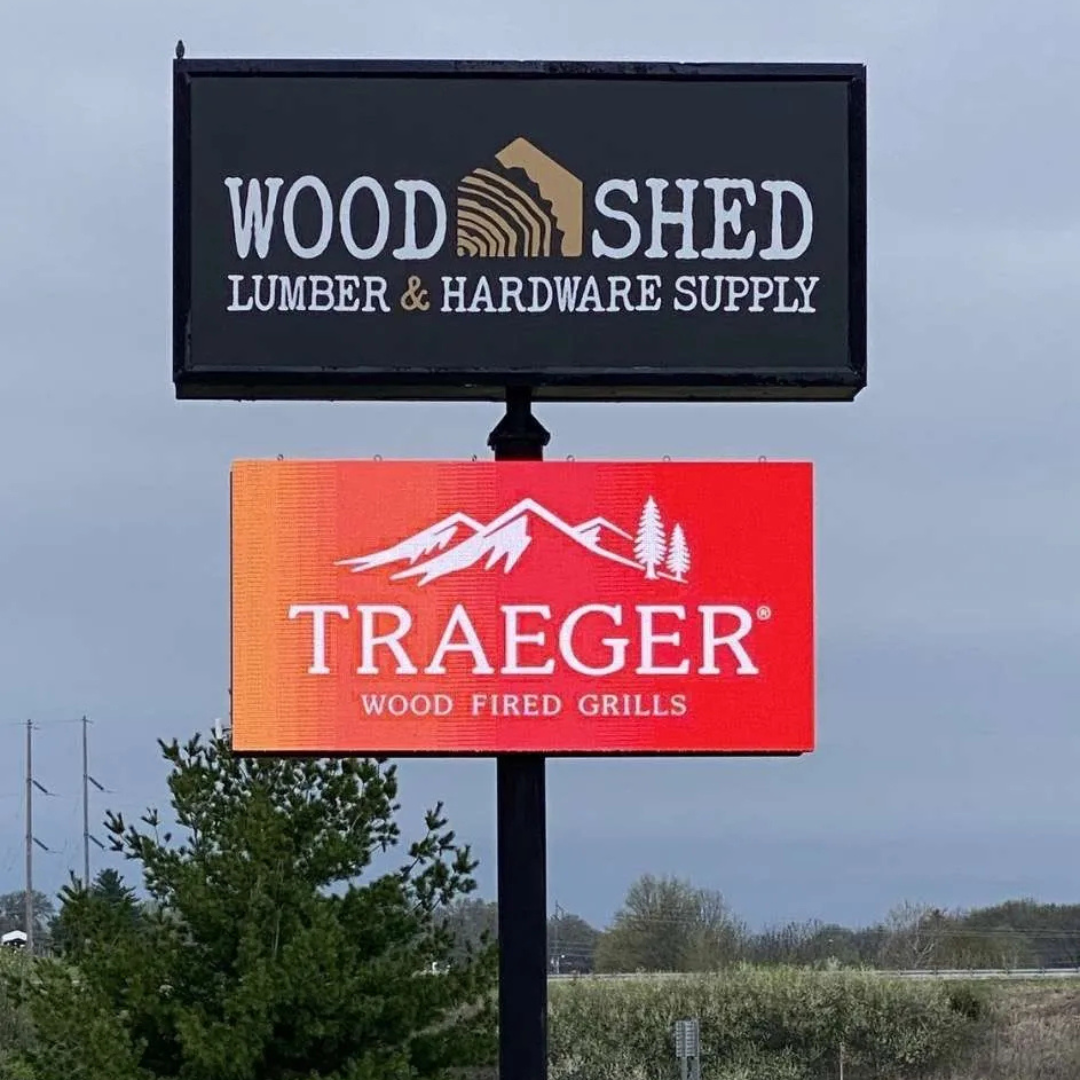 WOOD SHED
LUMBER & HARDWARE SUPPLY
TRAEGER®
WOOD FIRED GRILLS